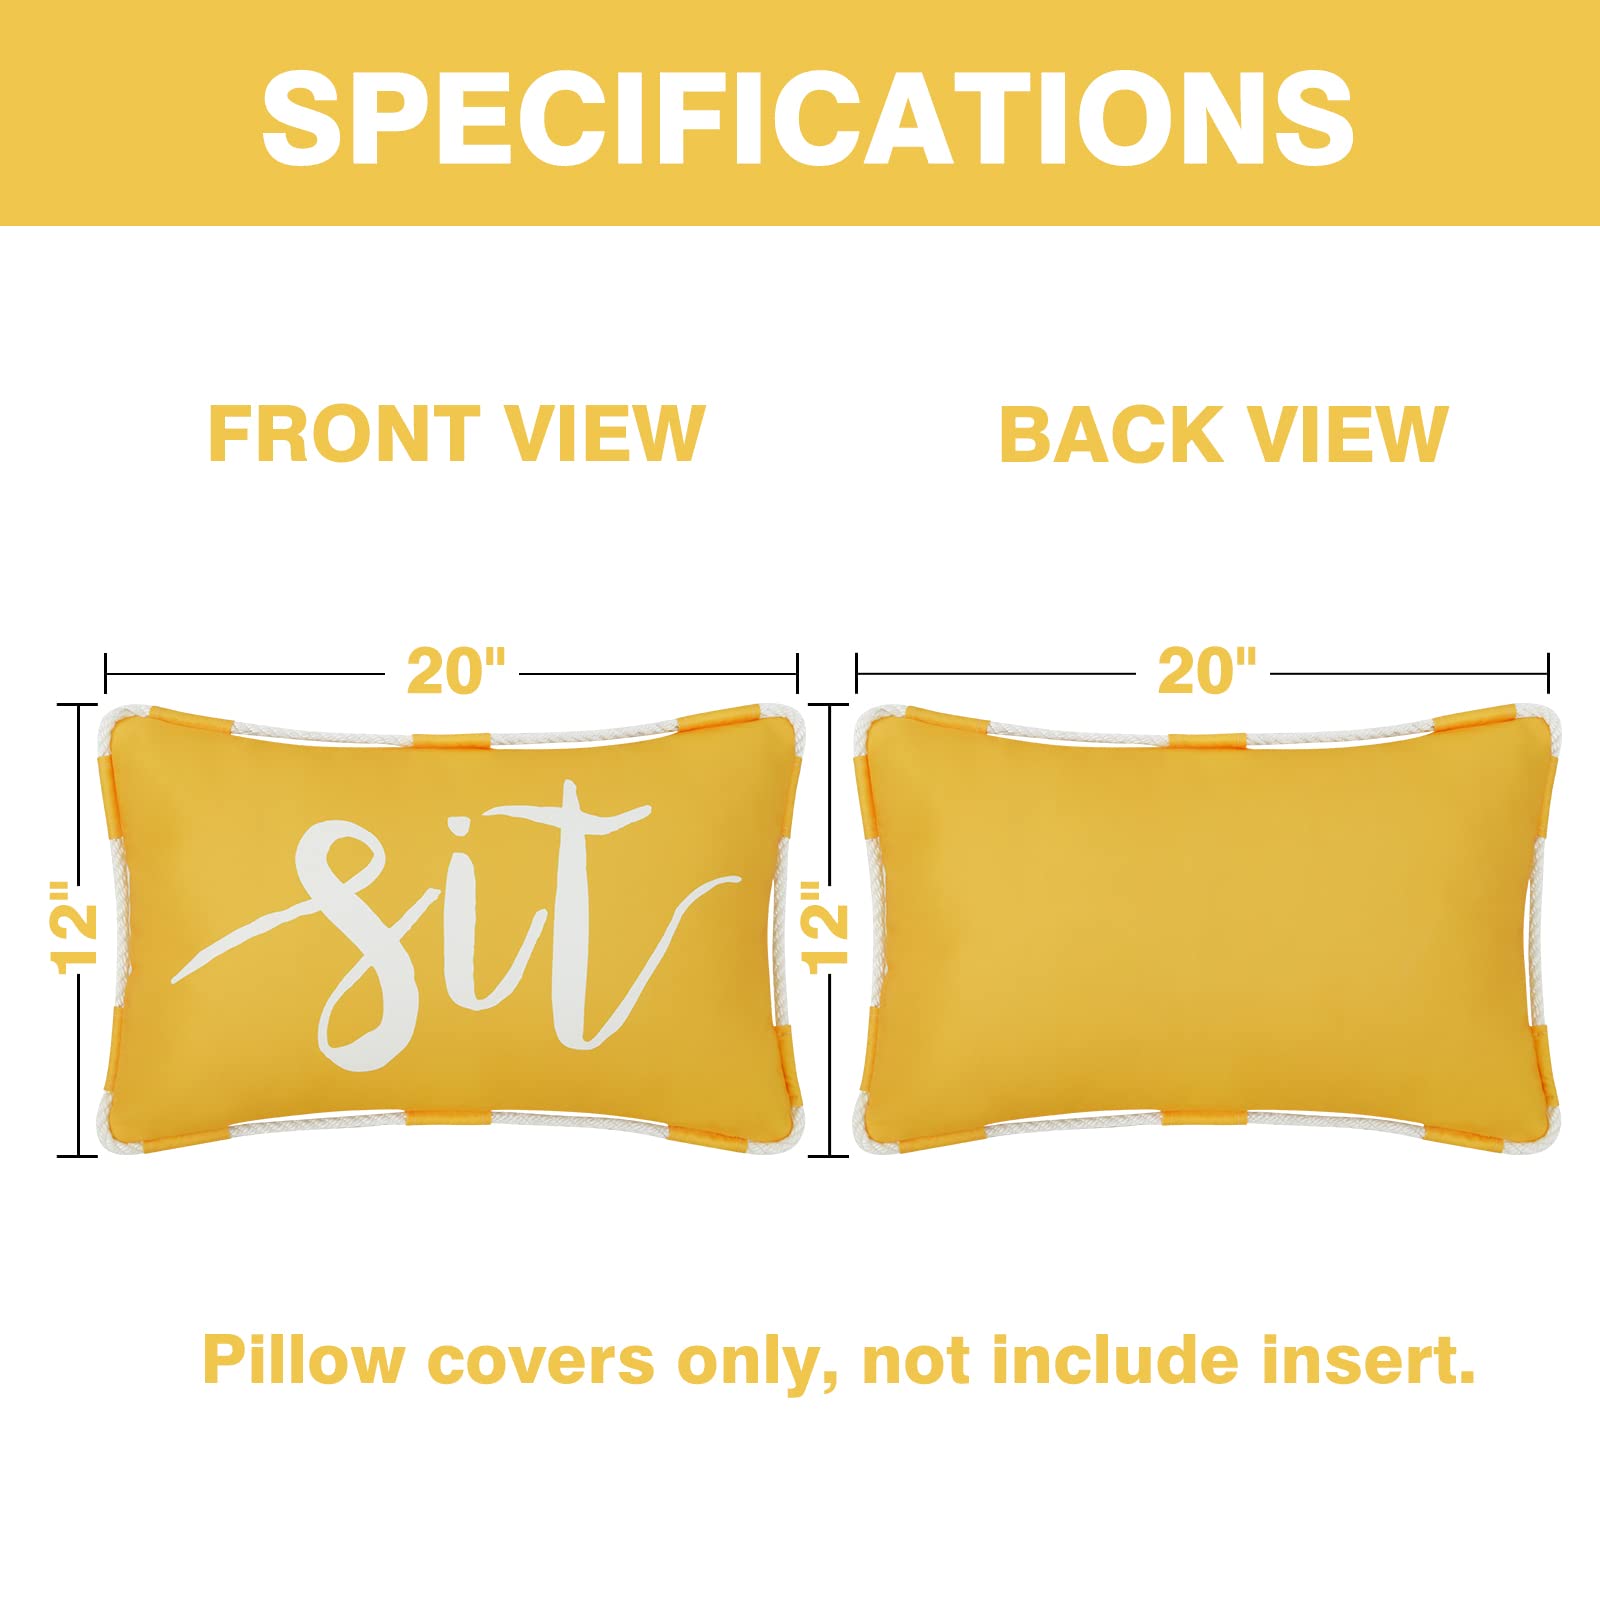 SPECIFICATIONS
FRONT VIEW
BACK VIEW
20"
20"
12"
12"
sit
Pillow covers only, not include insert.